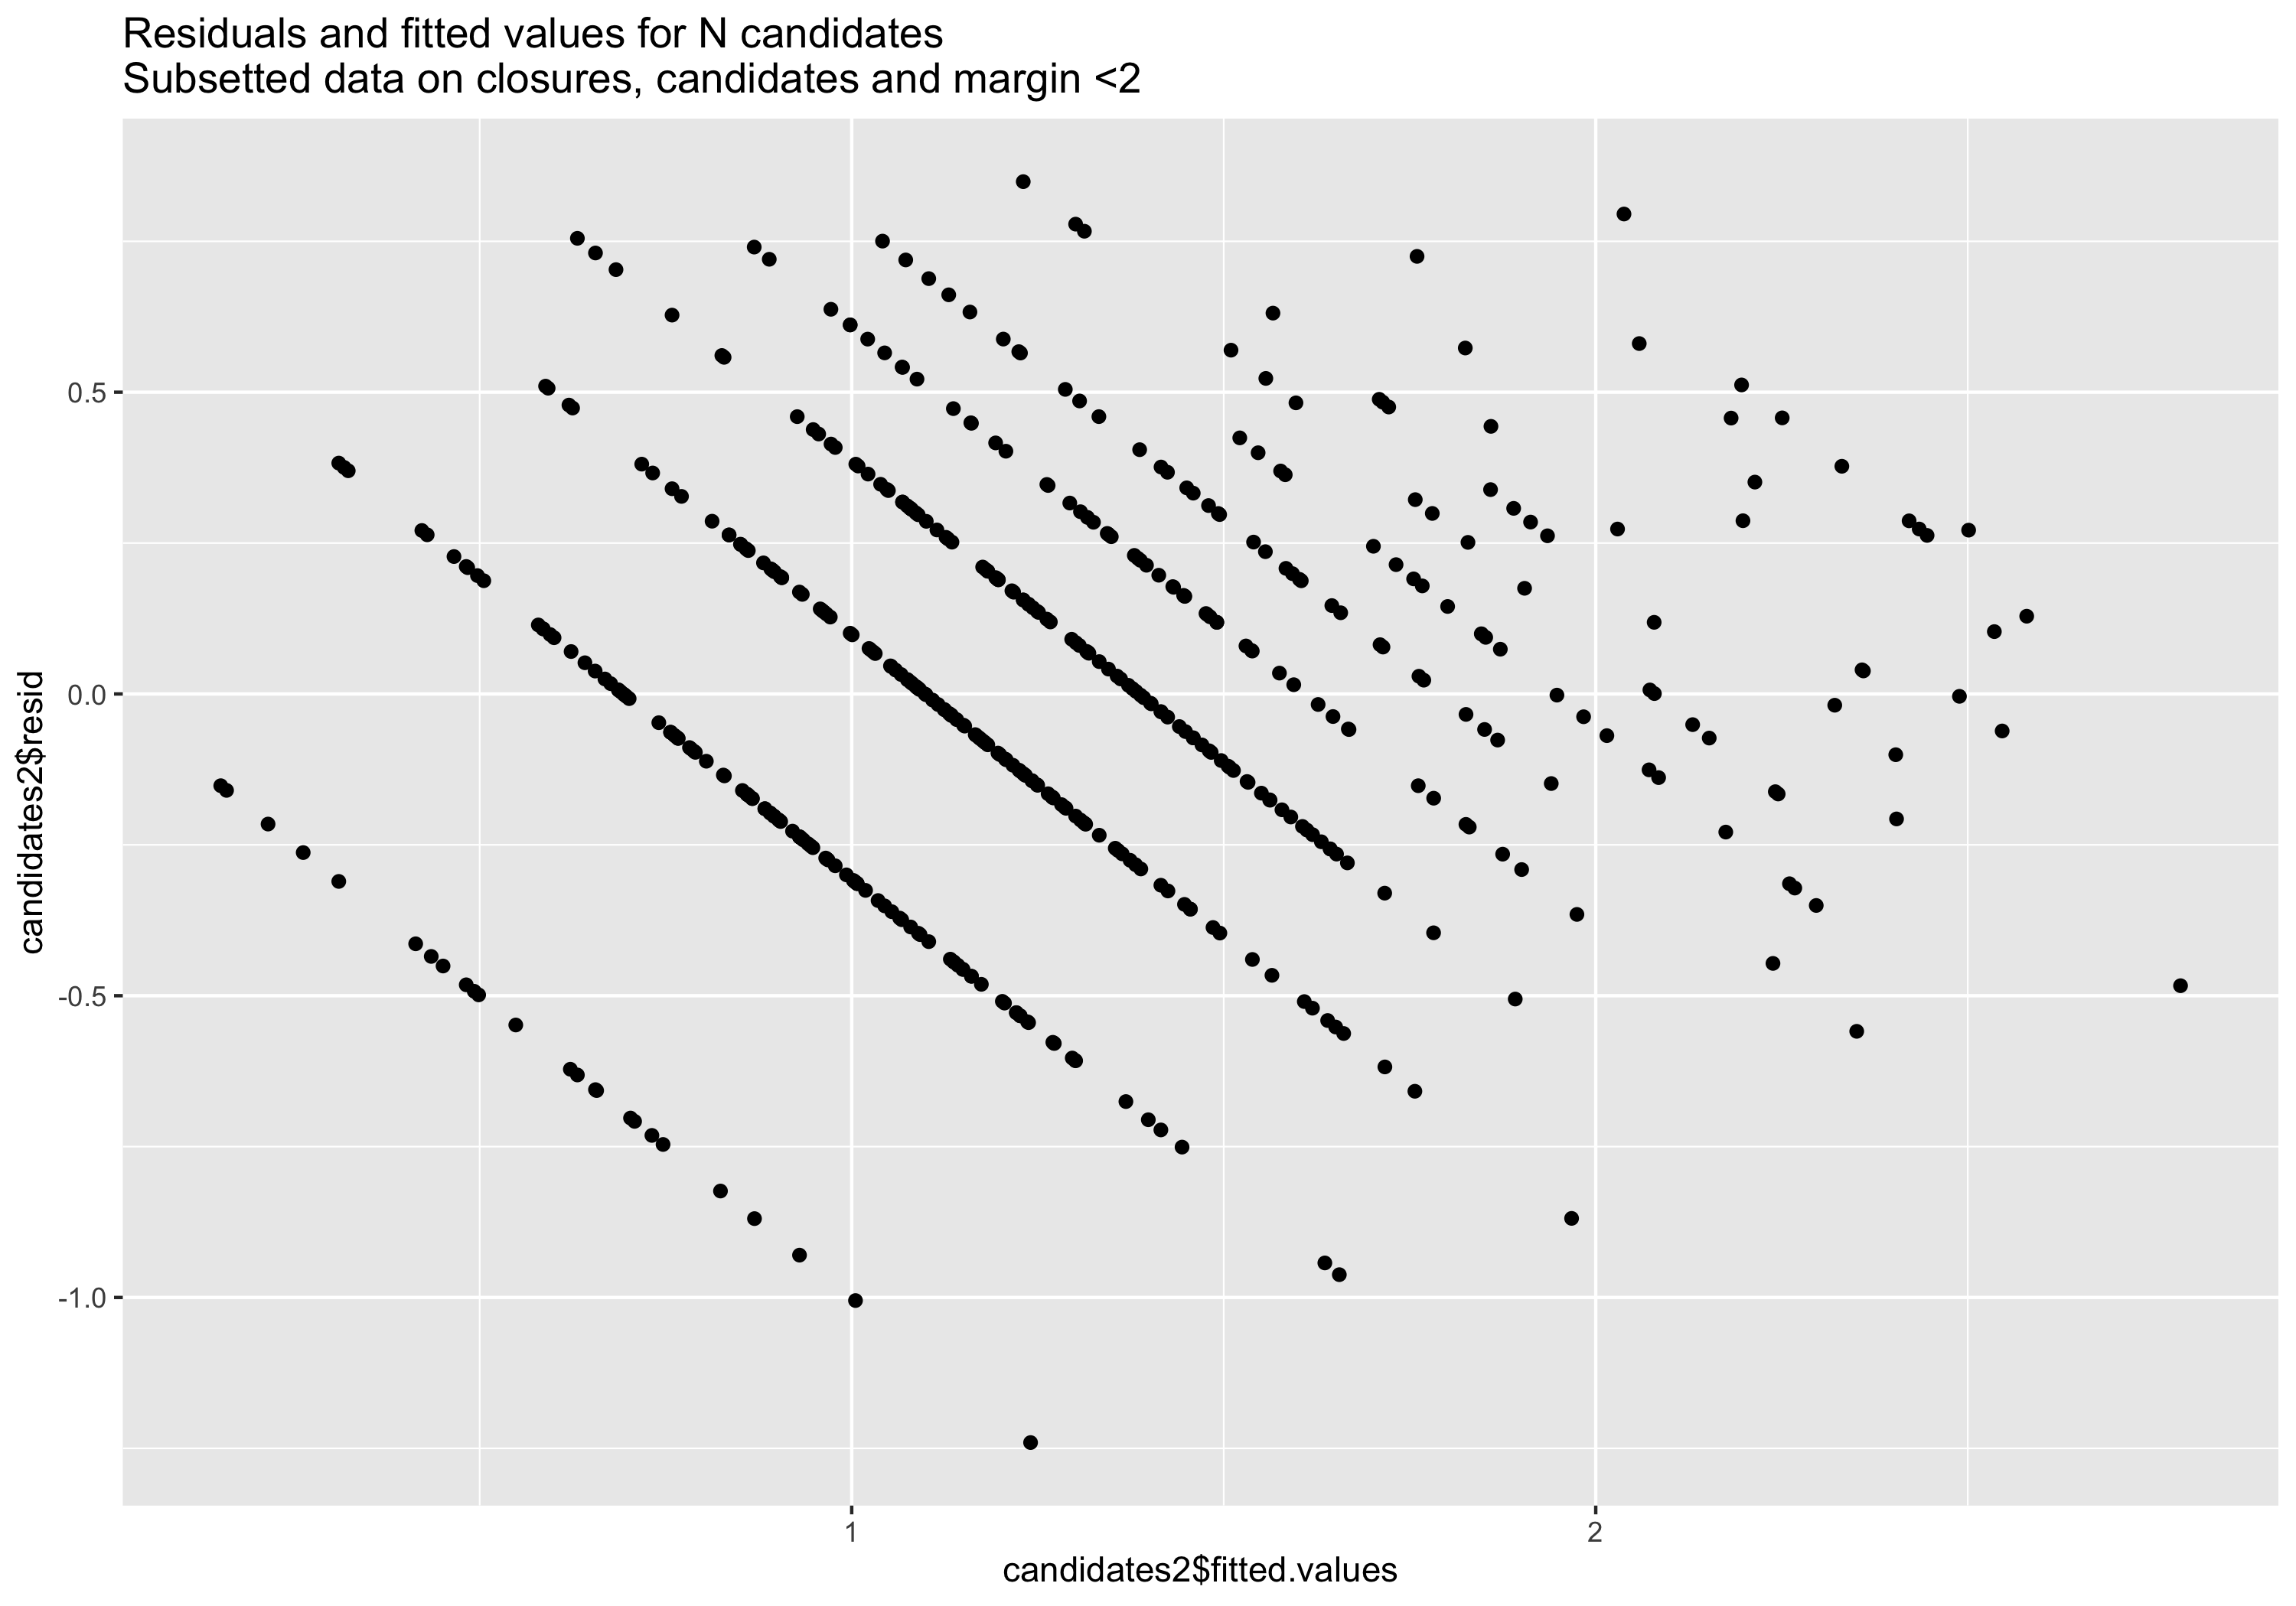 Residuals and fitted values for N candidates
Subsetted data on closures, candidates and margin <2
candidates2$resid
0.5
0.0
-0.5
-1.0
1
2
candidates2$fitted.values